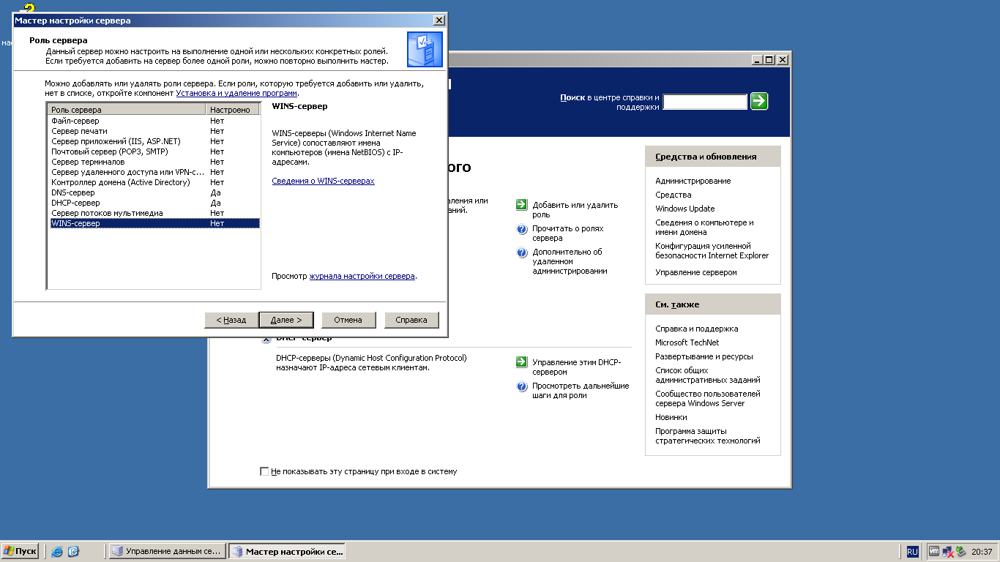 Мастер настройки сервера
Роль сервера
Данный сервер можно настроить на выполнение одной или нескольких конкретных ролей.
Если требуется добавить на сервер более одной роли, можно повторно выполнить мастер.
Можно добавлять или удалять роли сервера. Если роли, которую требуется добавить или удалить,
нет в списке, откройте компонент Установка и удаление программ.
Роль сервера Настроено
Файл-сервер Нет
Сервер печати Нет
Сервер приложений (IIS, ASP.NET) Нет
Почтовый сервер (POP3, SMTP) Нет
Сервер терминалов Нет
Сервер удаленного доступа или VPN-с... Нет
Контроллер домена (Active Directory) Нет
DNS-сервер Да
DHCP-сервер Да
Сервер потоков мультимедиа Нет
WINS-сервер Нет
WINS-сервер
WINS-серверы (Windows Internet Name
Service) сопоставляют имена
компьютеров (имена NetBIOS) с IP-
адресами.
Сведения о WINS-серверах
Просмотр журнала настройки сервера.
< Назад
Далее >
Отмена
Справка
Поиск в центре справки и
поддержки
ого
аления или
аний.
Добавить или удалить
роль
Прочитать о ролях
сервера
Дополнительно об
удаленном
администрировании
DHCP-сервер
DHCP-серверы (Dynamic Host Configuration Protocol)
назначают IP-адреса сетевым клиентам.
Управление этим DHCP-
сервером
Просмотреть дальнейшие
шаги для роли
Средства и обновления
Администрирование
Средства
Windows Update
Сведения о компьютере и
имени домена
Конфигурация усиленной
безопасности Internet Explorer
Управление сервером
См. также
Справка и поддержка
Microsoft TechNet
Развертывание и ресурсы
Список общих
административных заданий
Сообщество пользователей
сервера Windows Server
Новинки
Программа защиты
стратегических технологий
Не показывать эту страницу при входе в систему
Пуск
Управление данным се...
Мастер настройки се...
RU
vm
20:37